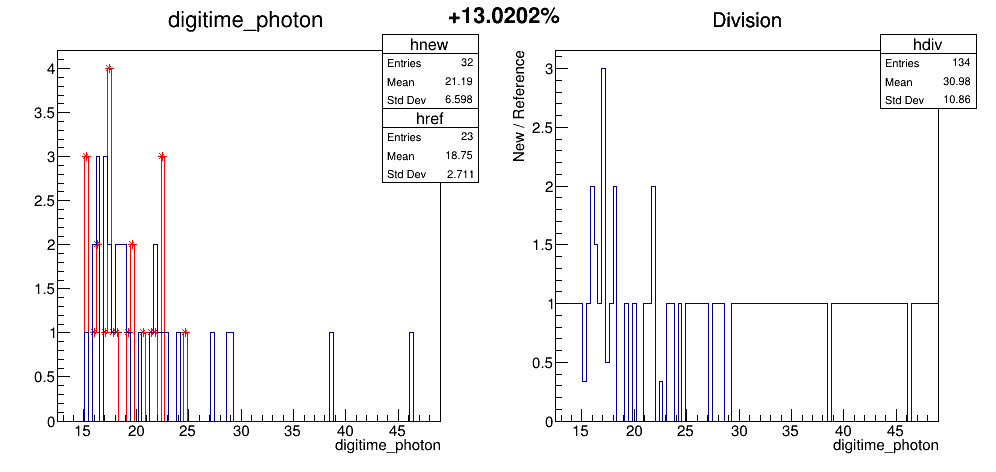 +13.0202%
digitime_photon
hnew
Entries 32
Mean 21.19
Std Dev 6.598
href
Entries 23
Mean 18.75
Std Dev 2.711
4
3.5
3
2.5
2
1.5
1
0.5
0
15 20 25 30 35 40 45
digitime_photon
Division
hdiv
Entries 134
Mean 30.98
Std Dev 10.86
New / Reference
3
2.5
2
1.5
1
0.5
0
15 20 25 30 35 40 45
digitime_photon